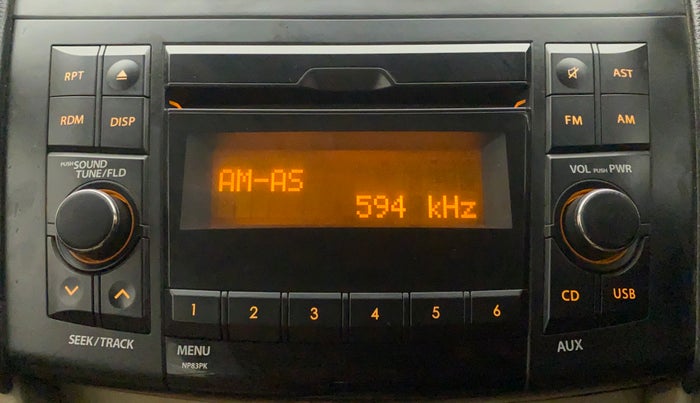 RPT
AST
RDM
DISP
FM
AM
PUSH SOUND
TUNE/FLD
VOL PUSH PWR
AM-AS
594 kHz
CD
USB
1
2
3
4
5
6
SEEK/TRACK
MENU
NP83PK
AUX